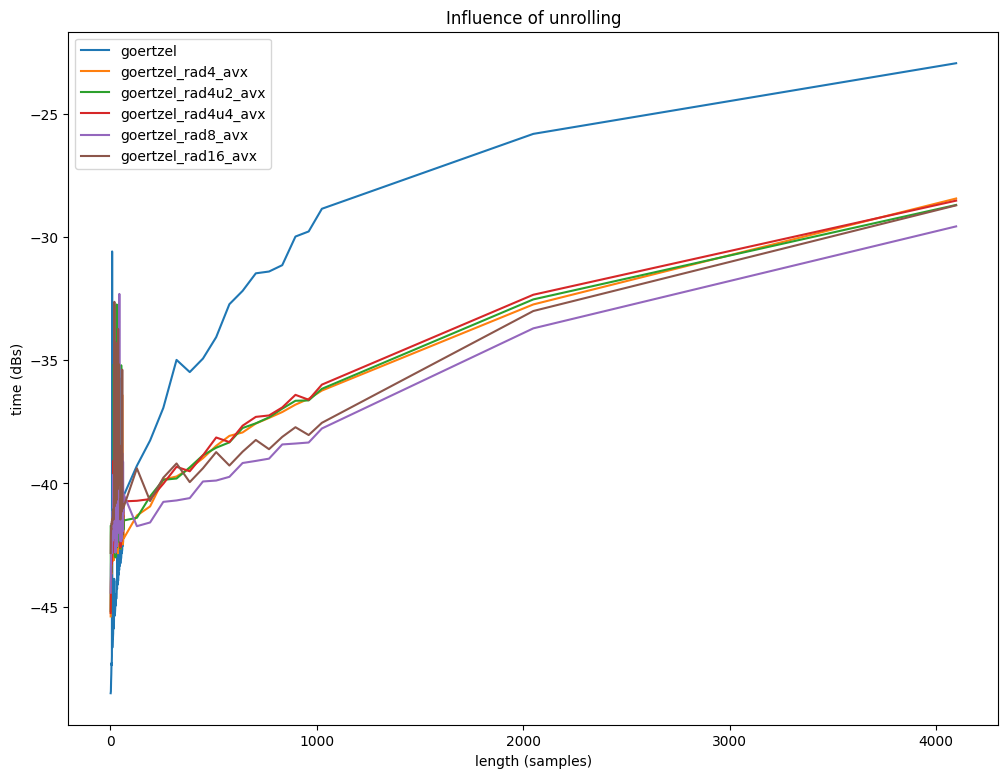 Influence of unrolling
goertzel
goertzel_rad4_avx
goertzel_rad4u2_avx
goertzel_rad4u4_avx
goertzel_rad8_avx
goertzel_rad16_avx
time (dBs)
−25
−30
−35
−40
−45
0 1000 2000 3000 4000
length (samples)